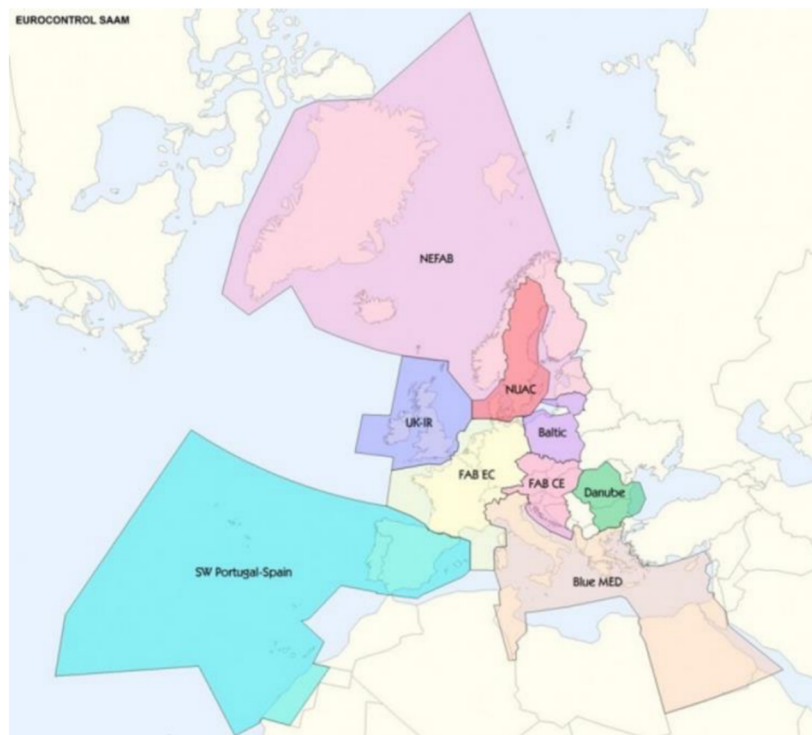 EUROCONTROL SAAM
NEFAB
NUAC
UK-IR
Baltic
FAB EC
FAB CE
Danube
SW Portugal-Spain
Blue MED